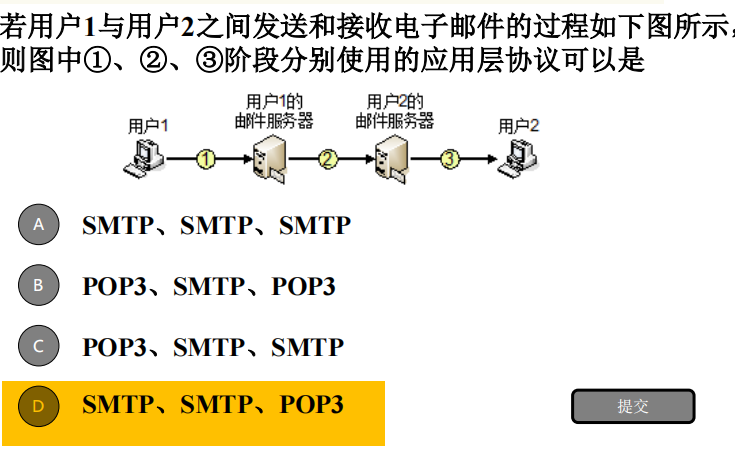 若用户1与用户2之间发送和接收电子邮件的过程如下图所示,
则图中①、②、③阶段分别使用的应用层协议可以是
用户1
用户1的
邮件服务器
用户2的
邮件服务器
用户2
1
2
3
A SMTP、SMTP、SMTP
B POP3、SMTP、POP3
C POP3、SMTP、SMTP
D SMTP、SMTP、POP3
提交